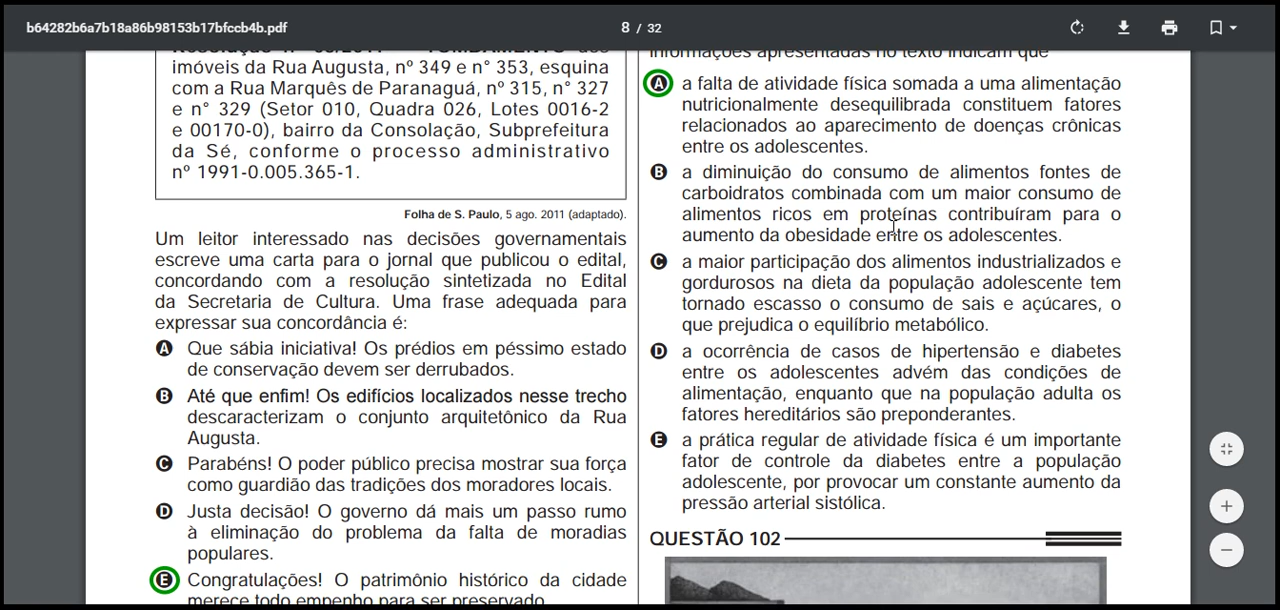 b64282b6a7b18a86b98153b17bfccb4b.pdf
8 / 32
imóveis da Rua Augusta, nº 349 e n° 353, esquina
com a Rua Marquês de Paranaguá, nº 315, n° 327
e n° 329 (Setor 010, Quadra 026, Lotes 0016-2
e 00170-0), bairro da Consolação, Subprefeitura
da Sé, conforme o processo administrativo
nº 1991-0.005.365-1.
Folha de S. Paulo, 5 ago. 2011 (adaptado).
Um leitor interessado nas decisões governamentais
escreve uma carta para o jornal que publicou o edital,
concordando com a resolução sintetizada no Edital
da Secretaria de Cultura. Uma frase adequada para
expressar sua concordância é:
A Que sábia iniciativa! Os prédios em péssimo estado
de conservação devem ser derrubados.
B Até que enfim! Os edifícios localizados nesse trecho
descaracterizam o conjunto arquitetônico da Rua
Augusta.
C Parabéns! O poder público precisa mostrar sua força
como guardião das tradições dos moradores locais.
D Justa decisão! O governo dá mais um passo rumo
à eliminação do problema da falta de moradias
populares.
E Congratulações! O patrimônio histórico da cidade
merece todo empenho para ser preservado.
informações apresentadas no texto indicam que
A a falta de atividade física somada a uma alimentação
nutricionalmente desequilibrada constituem fatores
relacionados ao aparecimento de doenças crônicas
entre os adolescentes.
B a diminuição do consumo de alimentos fontes de
carboidratos combinada com um maior consumo de
alimentos ricos em proteínas contribuíram para o
aumento da obesidade entre os adolescentes.
C a maior participação dos alimentos industrializados e
gordurosos na dieta da população adolescente tem
tornado escasso o consumo de sais e açúcares, o
que prejudica o equilíbrio metabólico.
D a ocorrência de casos de hipertensão e diabetes
entre os adolescentes advém das condições de
alimentação, enquanto que na população adulta os
fatores hereditários são preponderantes.
E a prática regular de atividade física é um importante
fator de controle da diabetes entre a população
adolescente, por provocar um constante aumento da
pressão arterial sistólica.
QUESTÃO 102